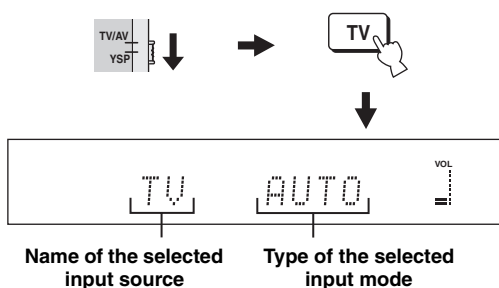 TV/AV
YSP
TV
VOL
TV AUTO
Name of the selected
input source
Type of the selected
input mode